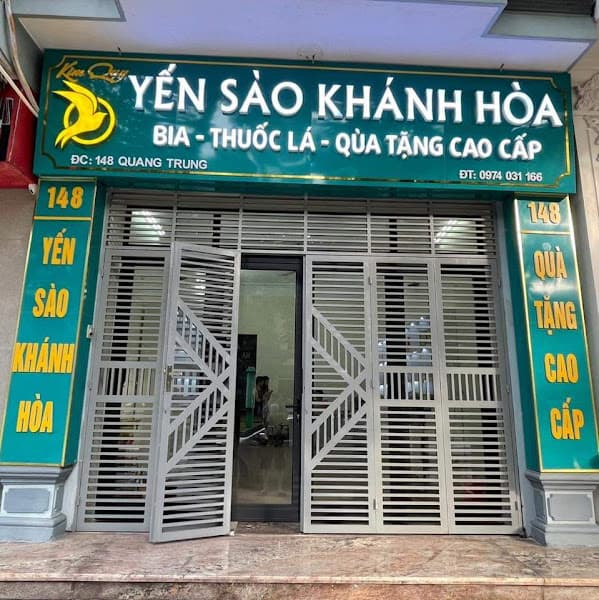 Kim Quy
YẾN SÀO KHÁNH HÒA
BIA - THUỐC LÁ - QÙA TẶNG CAO CẤP
ĐC: 148 QUANG TRUNG
ĐT: 0974 031 166
148
YẾN
SÀO
KHÁNH
HÒA
148
QUÀ
TẶNG
CAO
CẤP